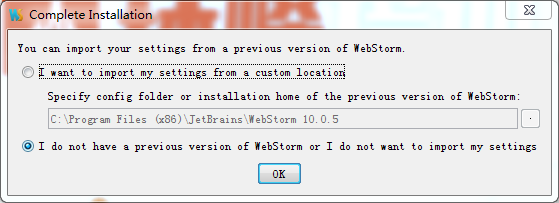 Complete Installation
You can import your settings from a previous version of WebStorm.
I want to import my settings from a custom location
Specify config folder or installation home of the previous version of WebStorm:
C:\Program Files (x86)\JetBrains\WebStorm 10.0.5
I do not have a previous version of WebStorm or I do not want to import my settings
OK